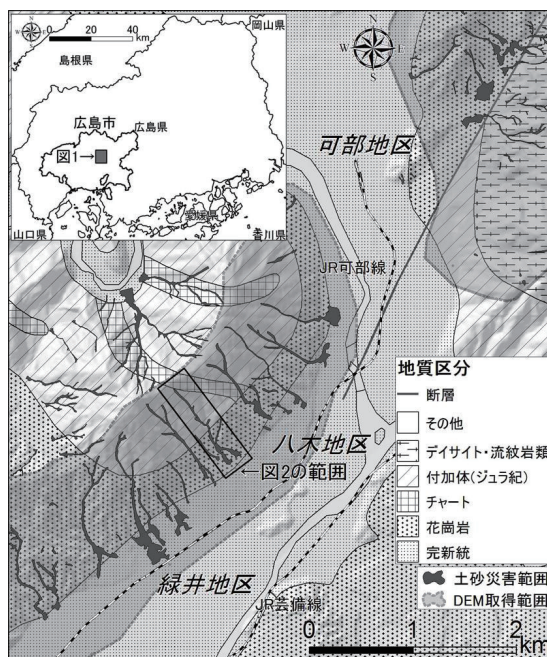 岡山県
N
W E
S
0 20 40
km
島根県
広島市
広島県
図1→
愛媛県
山口県
香川県
N
W E
S
可部地区
JR可部線
八木地区
←図2の範囲
緑井地区
JR芸備線
地質区分
断層
その他
デイサイト・流紋岩類
付加体(ジュラ紀)
チャート
花崗岩
完新統
土砂災害範囲
DEM取得範囲
0 1 2
km